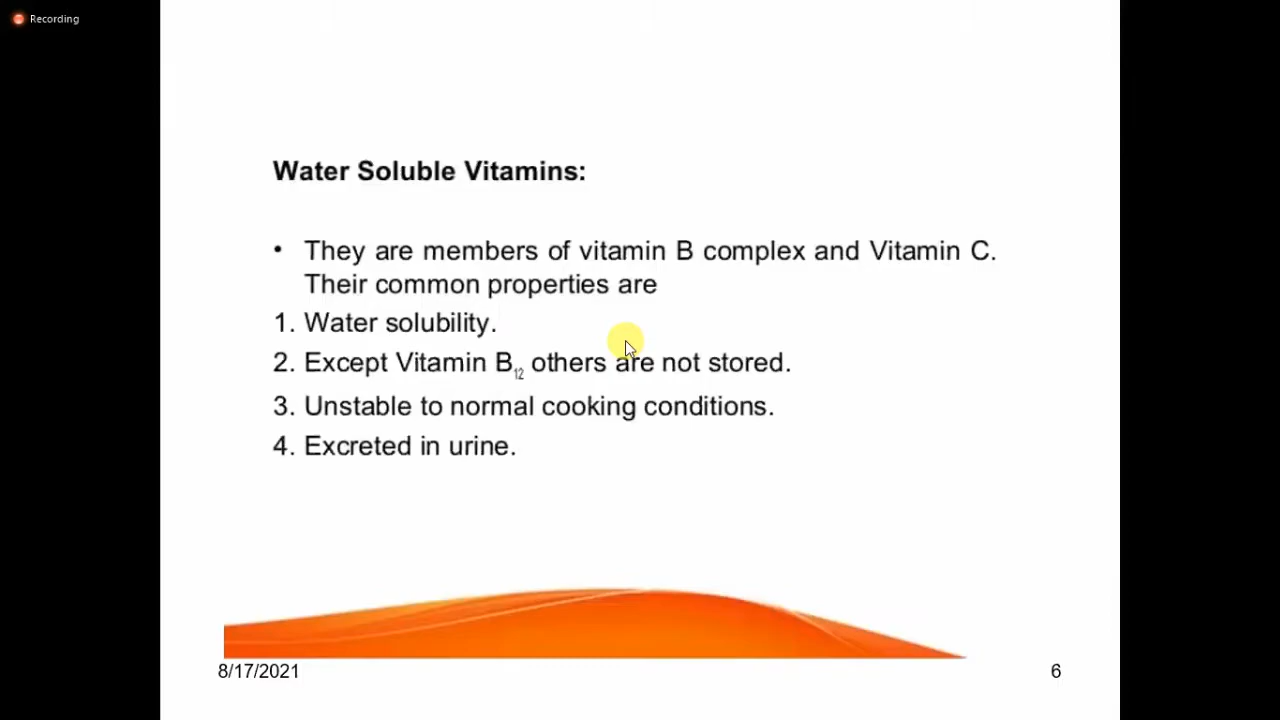 Recording
Water Soluble Vitamins:
• They are members of vitamin B complex and Vitamin C.
Their common properties are
1. Water solubility.
2. Except Vitamin B12 others are not stored.
3. Unstable to normal cooking conditions.
4. Excreted in urine.
8/17/2021
6